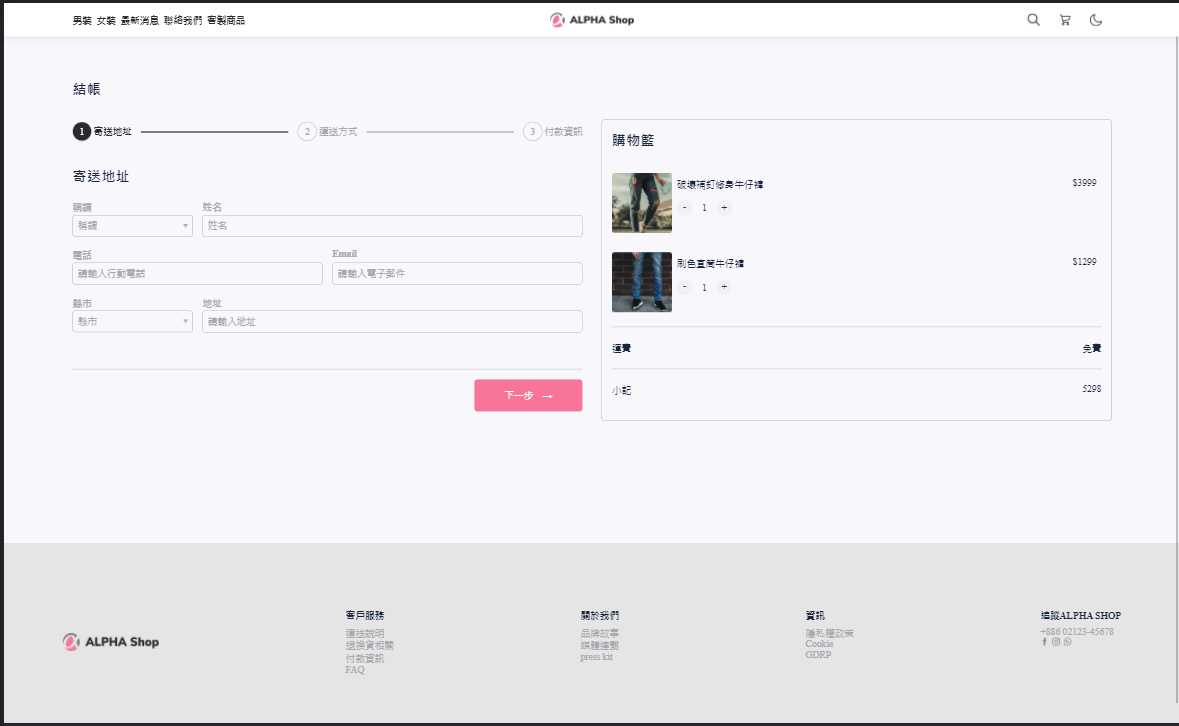 男裝 女裝 最新消息 聯絡我們 客製商品
ALPHA Shop
結帳
1 寄送地址
2 運送方式
3 付款資訊
寄送地址
稱謂
姓名
稱謂
姓名
電話
Email
請輸入行動電話
請輸入電子郵件
縣市
地址
縣市
請輸入地址
下一步 →
購物籃
破壞補釘修身牛仔褲
$3999
- 1 +
刷色直筒牛仔褲
$1299
- 1 +
運費
免費
小記
5298
ALPHA Shop
客戶服務
運送說明
退換貨相關
付款資訊
FAQ
關於我們
品牌故事
媒體連繫
press kit
資訊
隱私權政策
Cookie
GDRP
追蹤ALPHA SHOP
+886 02123-45678